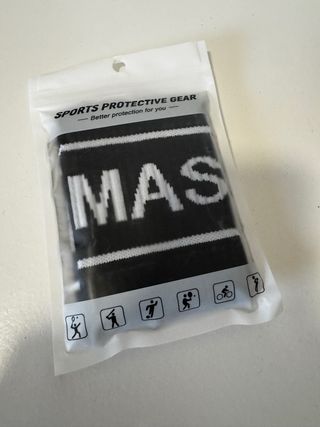 SPORTS PROTECTIVE GEAR
— Better protection for you —
MAS